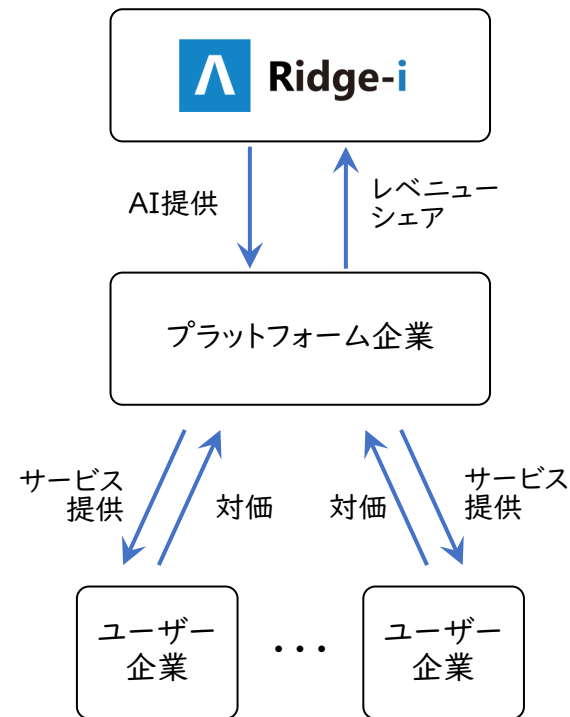 Ridge-i
AI提供
レベニュー
シェア
プラットフォーム企業
サービス
提供
対価
対価
サービス
提供
ユーザー
企業
・・・
ユーザー
企業